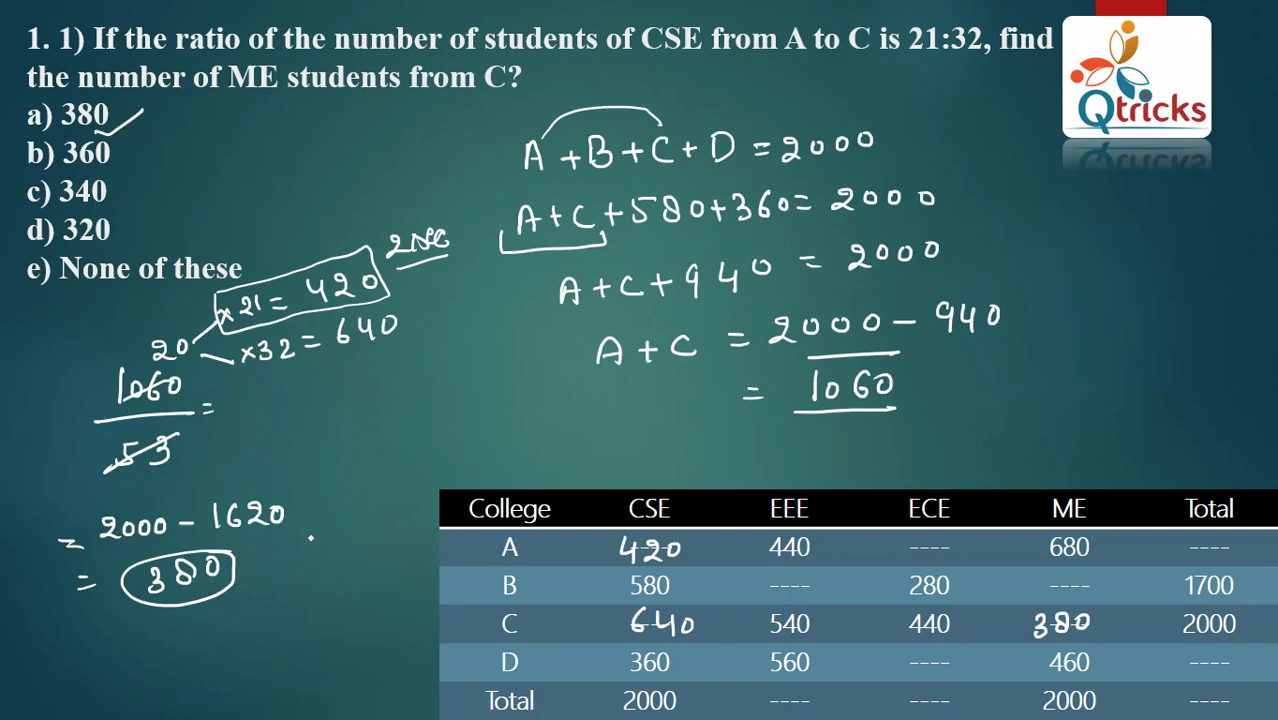 1. 1) If the ratio of the number of students of CSE from A to C is 21:32, find
the number of ME students from C?
a) 380
b) 360
c) 340
d) 320
e) None of these
Qtricks
A + B + C + D = 2000
A + C + 580 + 360 = 2000
A + C + 940 = 2000
A + C = 2000 - 940
= 1060
×21 = 420
20 ×32 = 640
1060
53 =
= 2000 - 1620
= 380
College CSE EEE ECE ME Total
A 420 440 ---- 680 ----
B 580 ---- 280 ---- 1700
C 640 540 440 380 2000
D 360 560 ---- 460 ----
Total 2000 ---- ---- 2000 ----